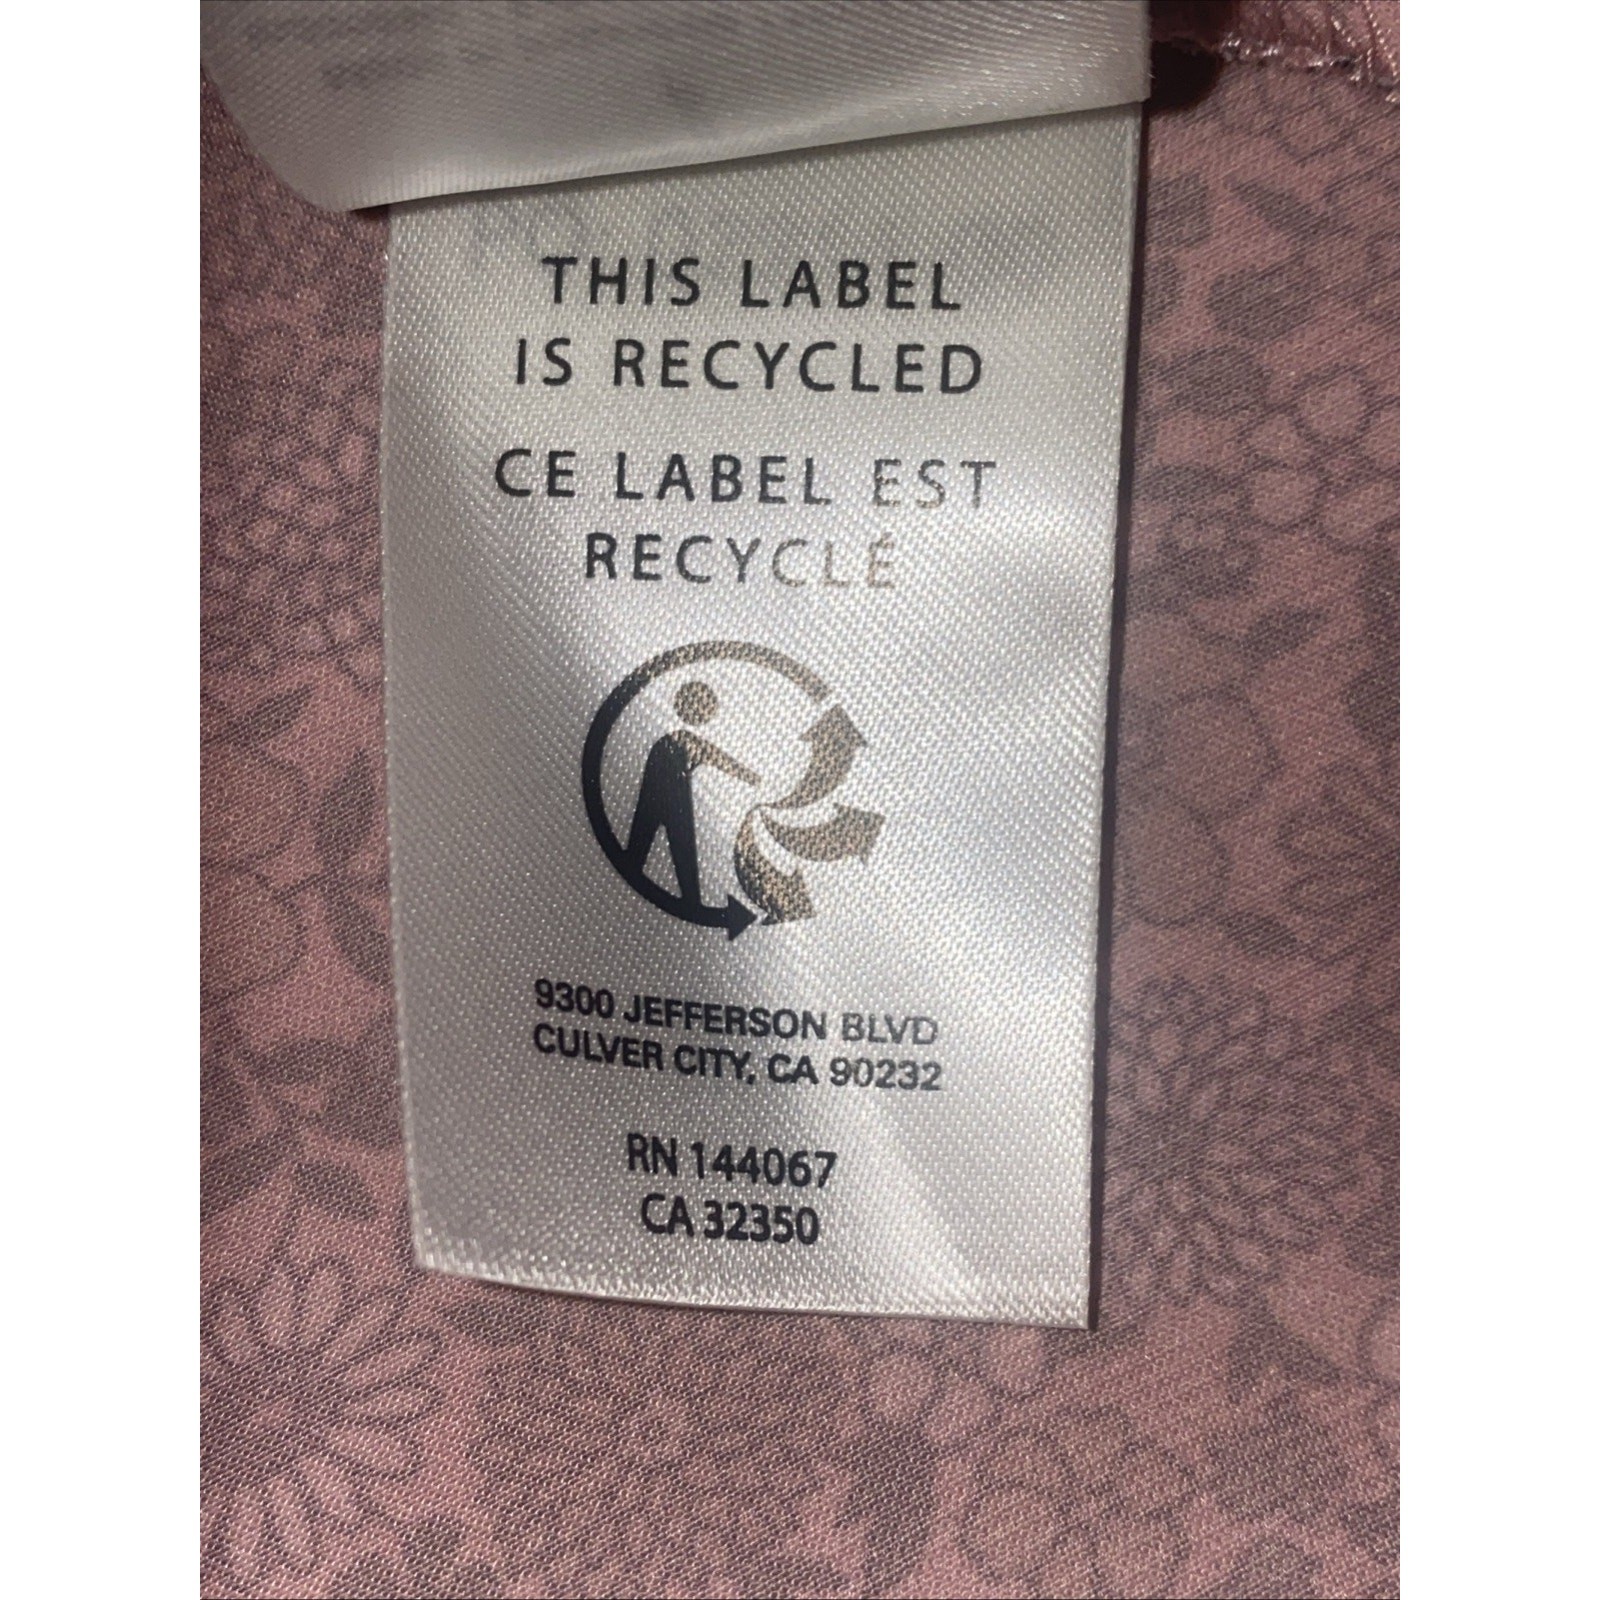 THIS LABEL
IS RECYCLED
CE LABEL EST
RECYCLÉ
9300 JEFFERSON BLVD
CULVER CITY, CA 90232
RN 144067
CA 32350